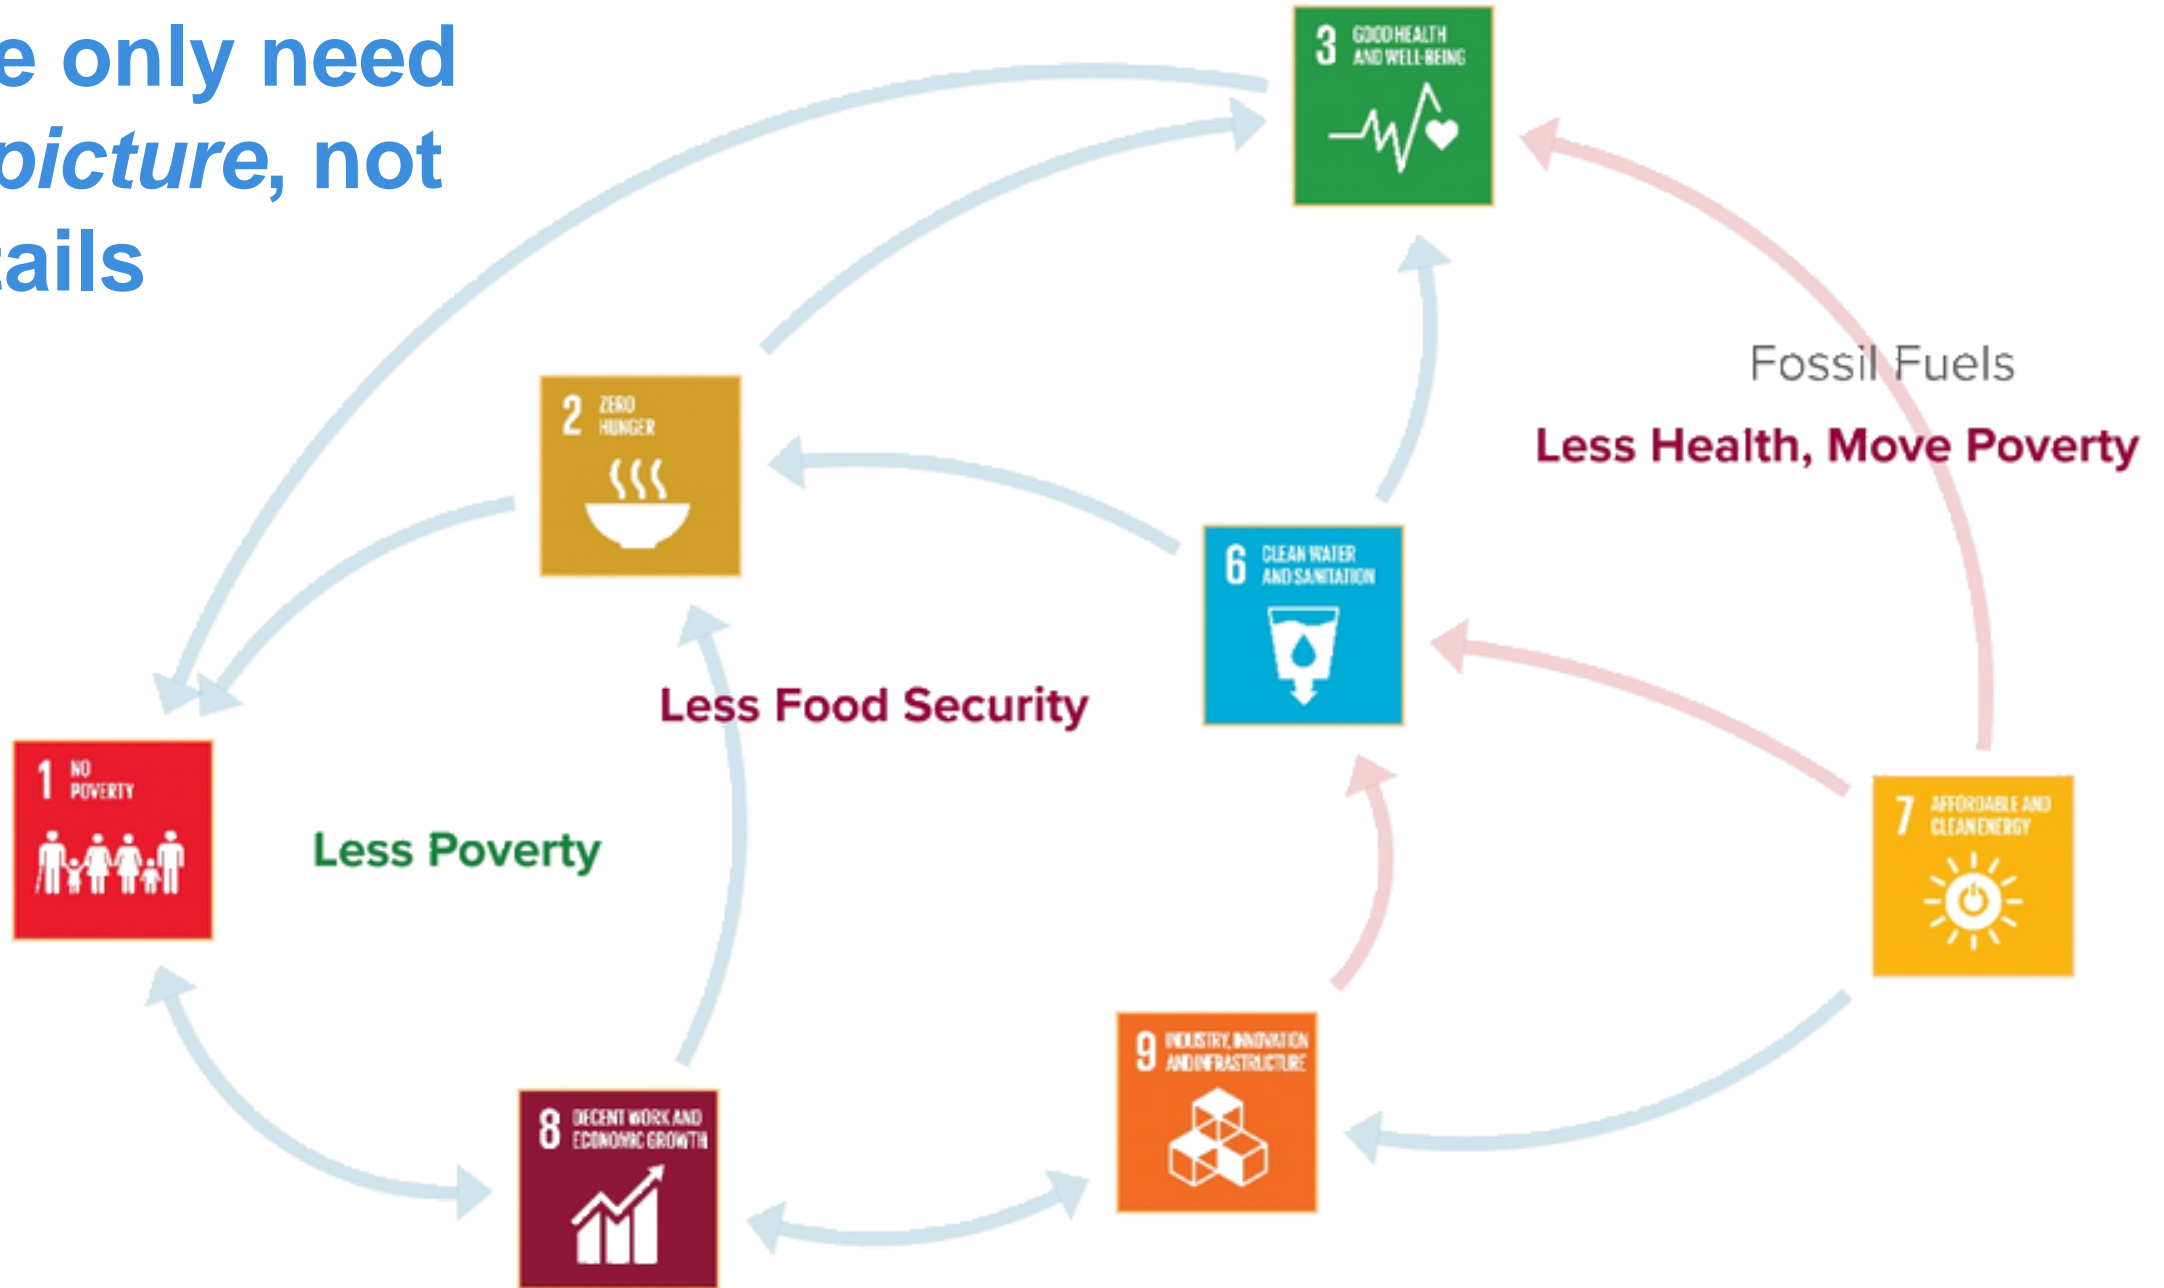 e only need
picture, not
tails
3 GOOD HEALTH
AND WELL-BEING
Fossil Fuels
Less Health, Move Poverty
2 ZERO
HUNGER
6 CLEAN WATER
AND SANITATION
Less Food Security
1 NO
POVERTY
Less Poverty
7 AFFORDABLE AND
CLEAN ENERGY
9 INDUSTRY, INNOVATION
AND INFRASTRUCTURE
8 DECENT WORK AND
ECONOMIC GROWTH